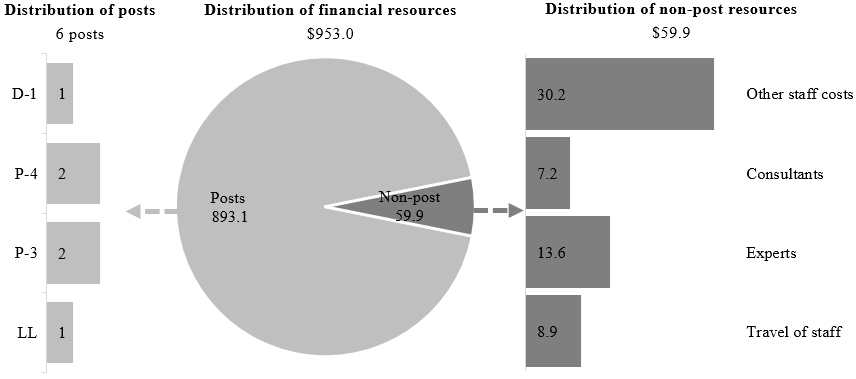 Distribution of posts
6 posts
D-1
1
P-4
2
P-3
2
LL
1
Distribution of financial resources
$953.0
Posts
893.1
Non-post
59.9
Distribution of non-post resources
$59.9
30.2
Other staff costs
7.2
Consultants
13.6
Experts
8.9
Travel of staff